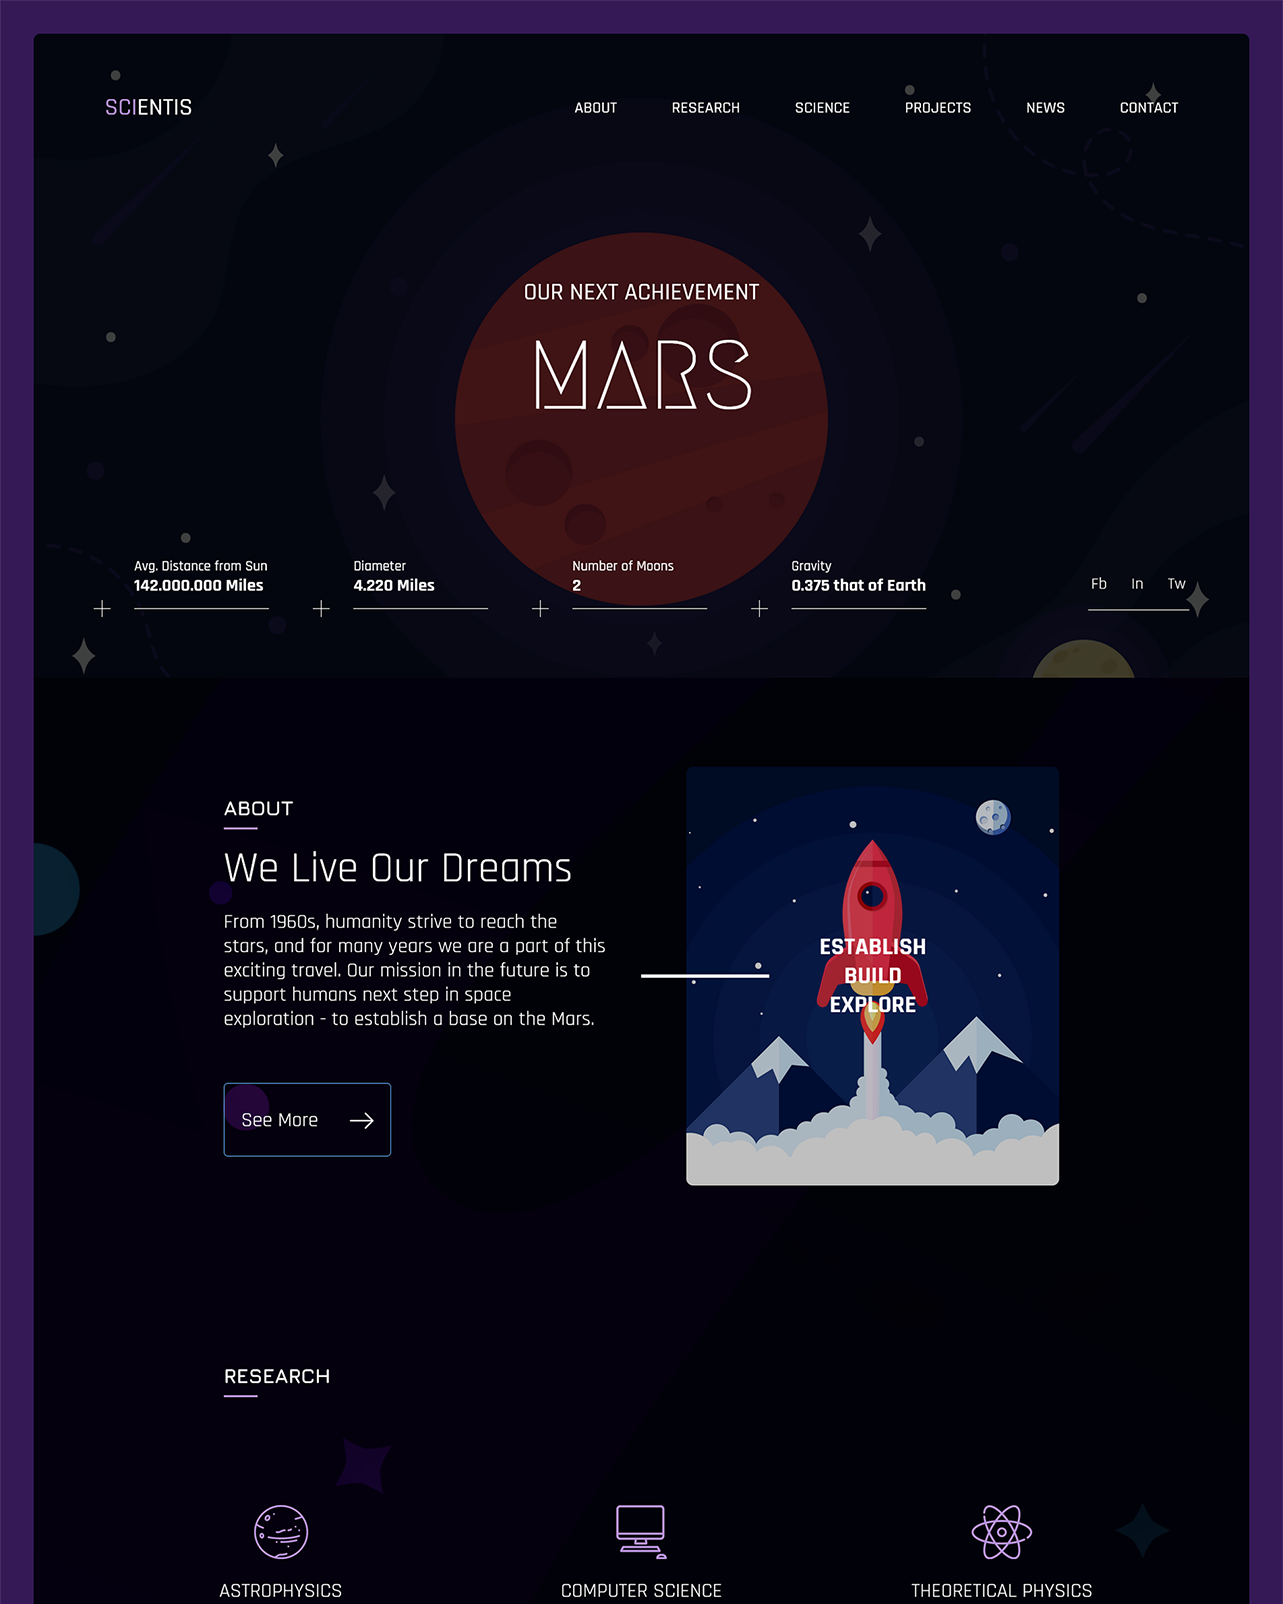 SCIENTIS
ABOUT RESEARCH SCIENCE PROJECTS NEWS CONTACT
OUR NEXT ACHIEVEMENT
MARS
Avg. Distance from Sun
142.000.000 Miles
Diameter
4.220 Miles
Number of Moons
2
Gravity
0.375 that of Earth
Fb In Tw
ABOUT
We Live Our Dreams
From 1960s, humanity strive to reach the
stars, and for many years we are a part of this
exciting travel. Our mission in the future is to
support humans next step in space
exploration - to establish a base on the Mars.
See More
ESTABLISH
BUILD
EXPLORE
RESEARCH
ASTROPHYSICS
COMPUTER SCIENCE
THEORETICAL PHYSICS